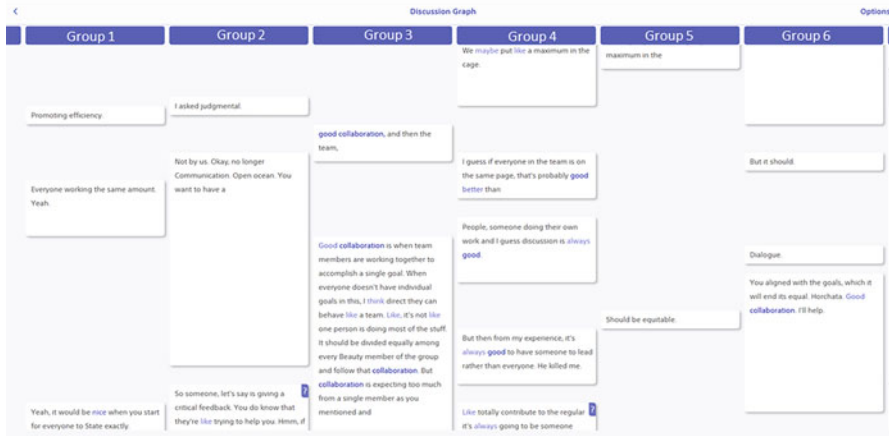 Discussion Graph
Options
Group 1
Group 2
Group 3
Group 4
Group 5
Group 6
Promoting efficiency.
Everyone working the same amount.
Yeah.
Yeah, it would be nice when you start
for everyone to State exactly.
I asked judgmental.
Not by us. Okay, no longer
Communication. Open ocean. You
want to have a
So someone, let's say is giving a
critical feedback. You do know that
they're like trying to help you. Hmm, if
?
good collaboration, and then the
team,
Good collaboration is when team
members are working together to
accomplish a single goal. When
everyone doesn't have individual
goals in this, I think direct they can
behave like a team. Like, it's not like
one person is doing most of the stuff.
It should be divided equally among
every Beauty member of the group
and follow that collaboration. But
collaboration is expecting too much
from a single member as you
mentioned and
We maybe put like a maximum in the
cage.
I guess if everyone in the team is on
the same page, that's probably good
better than
People, someone doing their own
work and I guess discussion is always
good.
But then from my experience, it's
always good to have someone to lead
rather than everyone. He killed me.
Like totally contribute to the regular
it's always going to be someone
?
maximum in the
Should be equitable.
But it should.
Dialogue.
You aligned with the goals, which it
will end its equal. Horchata. Good
collaboration. I'll help.